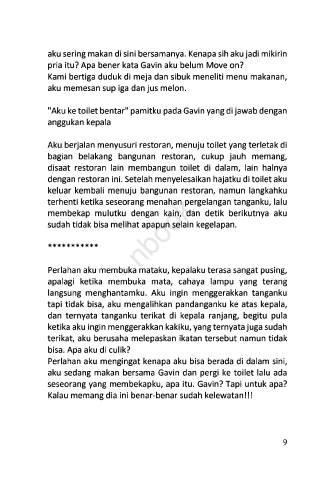 aku sering makan di sini bersamanya. Kenapa sih aku jadi mikirin
pria itu? Apa bener kata Gavin aku belum Move on?
Kami bertiga duduk di meja dan sibuk meneliti menu makanan,
aku memesan sup iga dan jus melon.
"Aku ke toilet bentar" pamitku pada Gavin yang di jawab dengan
anggukan kepala
Aku berjalan menyusuri restoran, menuju toilet yang terletak di
bagian belakang bangunan restoran, cukup jauh memang,
disaat restoran lain membangun toilet di dalam, lain halnya
dengan restoran ini. Setelah menyelesaikan hajatku di toilet aku
keluar kembali menuju bangunan restoran, namun langkahku
terhenti ketika seseorang menahan pergelangan tanganku, lalu
membekap mulutku dengan kain, dan detik berikutnya aku
sudah tidak bisa melihat apapun selain kegelapan.
***********
Perlahan aku membuka mataku, kepalaku terasa sangat pusing,
apalagi ketika membuka mata, cahaya lampu yang terang
langsung menghantamku. Aku ingin menggerakkan tanganku
tapi tidak bisa, aku mengalihkan pandanganku ke atas kepala,
dan ternyata tanganku terikat di kepala ranjang, begitu pula
ketika aku ingin menggerakkan kakiku, yang ternyata juga sudah
terikat, aku berusaha melepaskan ikatan tersebut namun tidak
bisa. Apa aku di culik?
Perlahan aku mengingat kenapa aku bisa berada di dalam sini,
aku sedang makan bersama Gavin dan pergi ke toilet lalu ada
seseorang yang membekapku, apa itu. Gavin? Tapi untuk apa?
Kalau memang dia ini benar-benar sudah kelewatan!!!
9